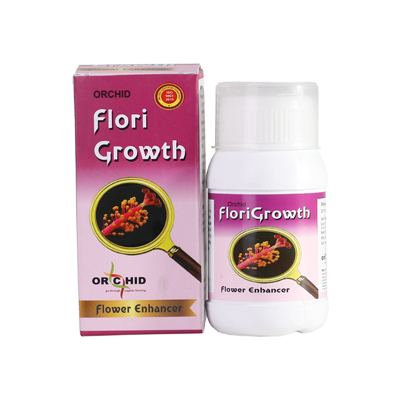 ORCHID
Flori
Growth
ORCHID
Flower Enhancer
Orchid
FloriGrowth
Flower Enhancer